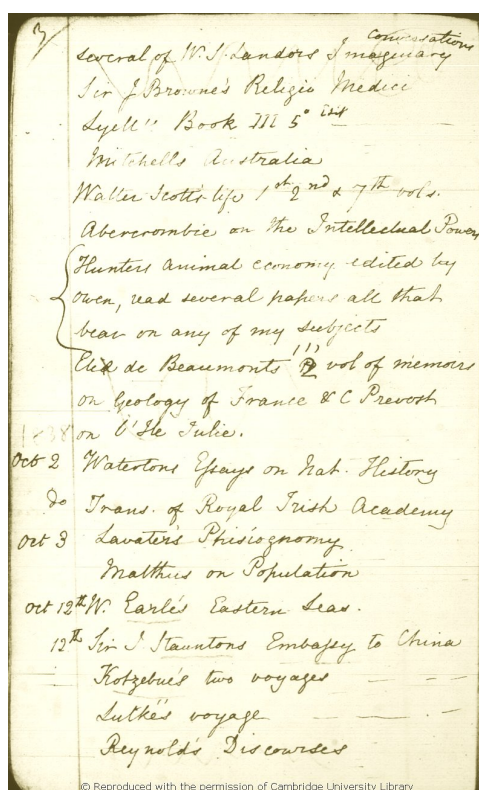 3
conversations
several of W. S. Landors Imaginary
Sir J Browne's Religio Medici
Lyell's Book III 5° Edit
Mitchells Australia
Walter Scotts life 1st 2nd & 7th vols.
Abercrombie on the Intellectual Powers
Hunters animal economy edited by
Owen, read several papers all that
bear on any of my subjects
Elie de Beaumonts vol of memoirs
on Geology of France & C Prevost
on L'Ile Julie.
1838
Oct 2 Watertons Essays on Nat. History
do Trans. of Royal Irish Academy
Oct 3 Lavater's Phisiognomy
Malthus on Population
Oct 12th W. Earle's Eastern Seas.
12th Sir J Stauntons Embassy to China
Kotzebue's two voyages
Lutkë's voyage
Reynold's Discourses
© Reproduced with the permission of Cambridge University Library